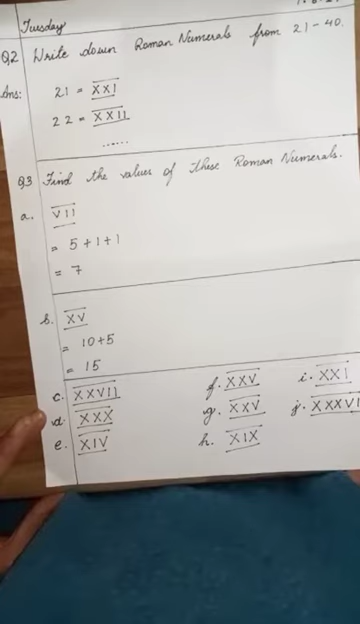 Tuesday
Q2 Write down Roman Numerals from 21-40.
Ans: 21 = XXI
22 = XXII
......
Q3 Find the values of these Roman Numerals.
a. VII
= 5+1+1
= 7
b. XV
= 10+5
= 15
c. XXVII f. XXV i. XXI
d. XXX g. XXV j. XXXVI
e. XIV h. XIX